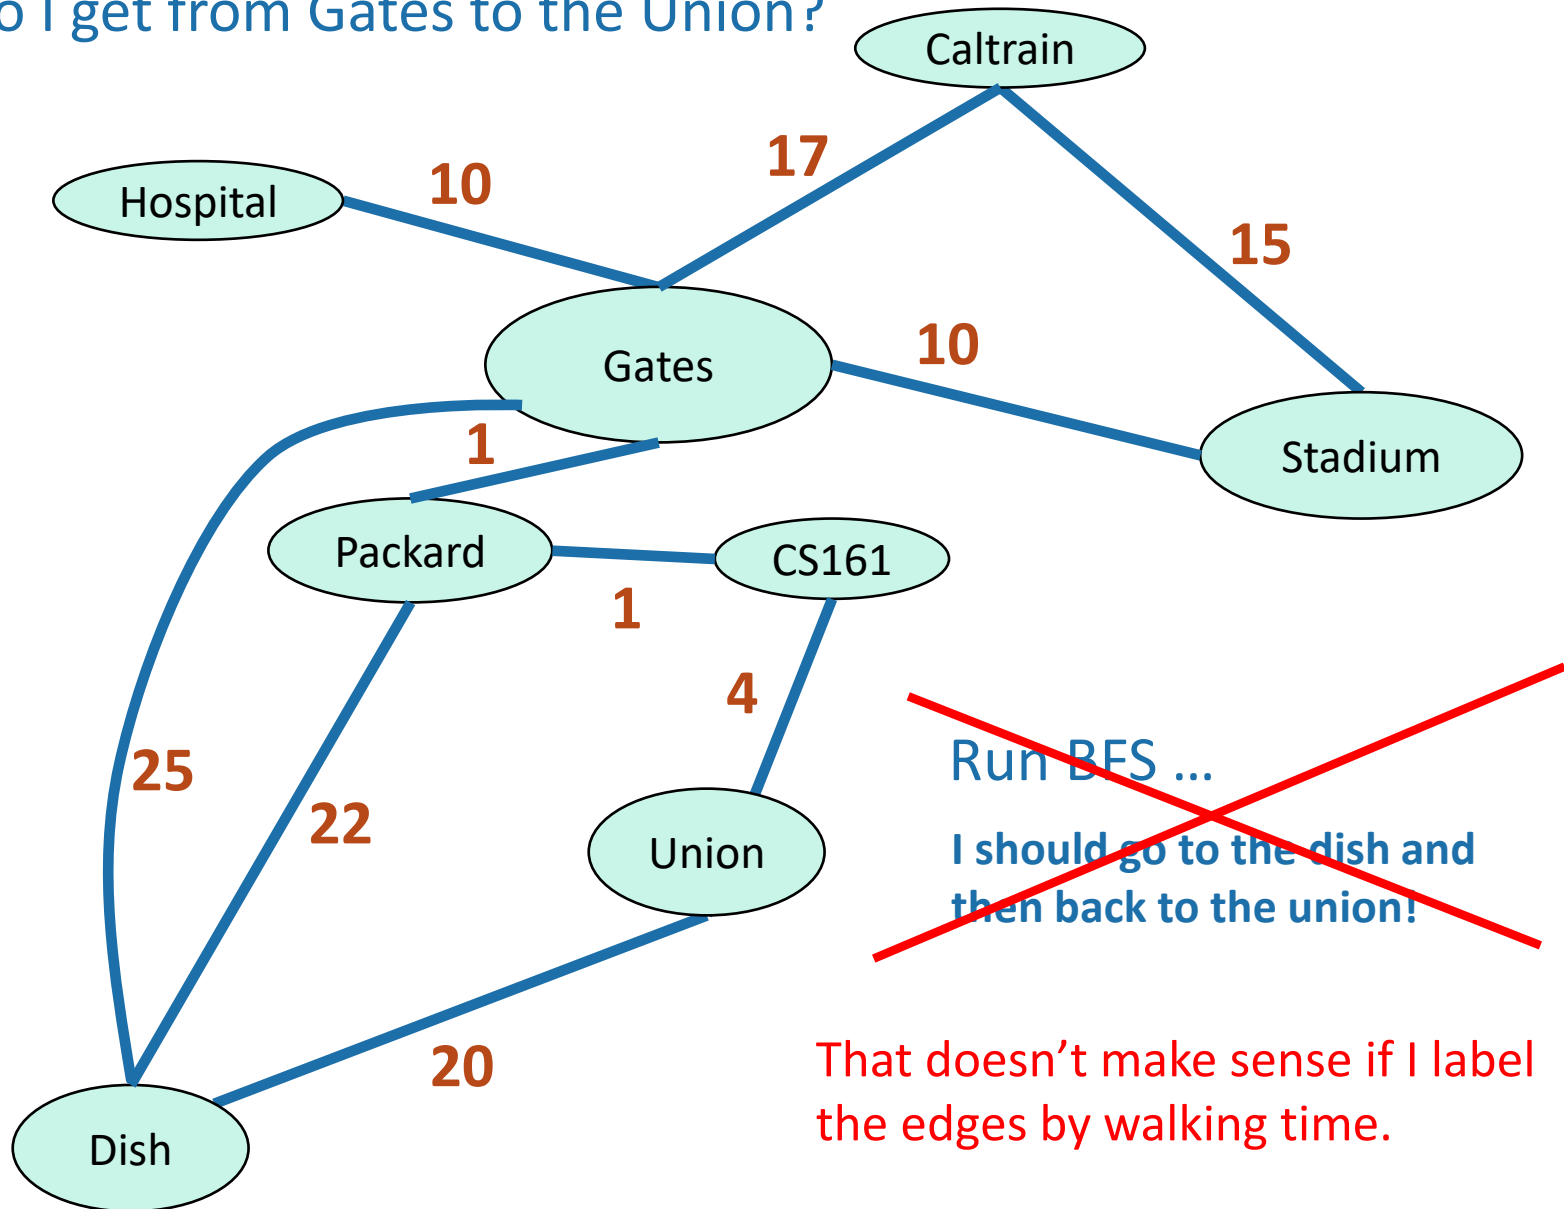 o I get from Gates to the Union?
Caltrain
17
10
Hospital
15
10
Gates
1
Stadium
Packard
CS161
1
4
25
Run BFS ...
22
I should go to the dish and
Union
then back to the union!
20
That doesn’t make sense if I label
the edges by walking time.
Dish